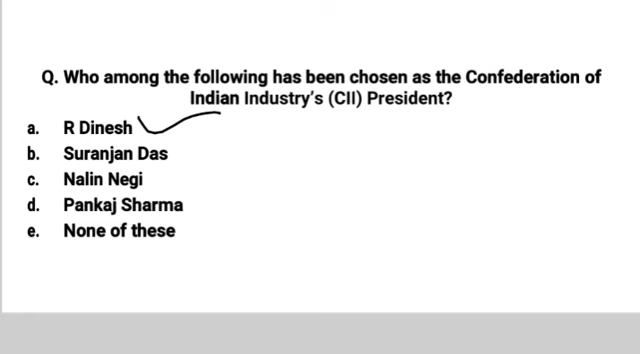 Q. Who among the following has been chosen as the Confederation of
Indian Industry's (CII) President?
a. R Dinesh
b. Suranjan Das
c. Nalin Negi
d. Pankaj Sharma
e. None of these